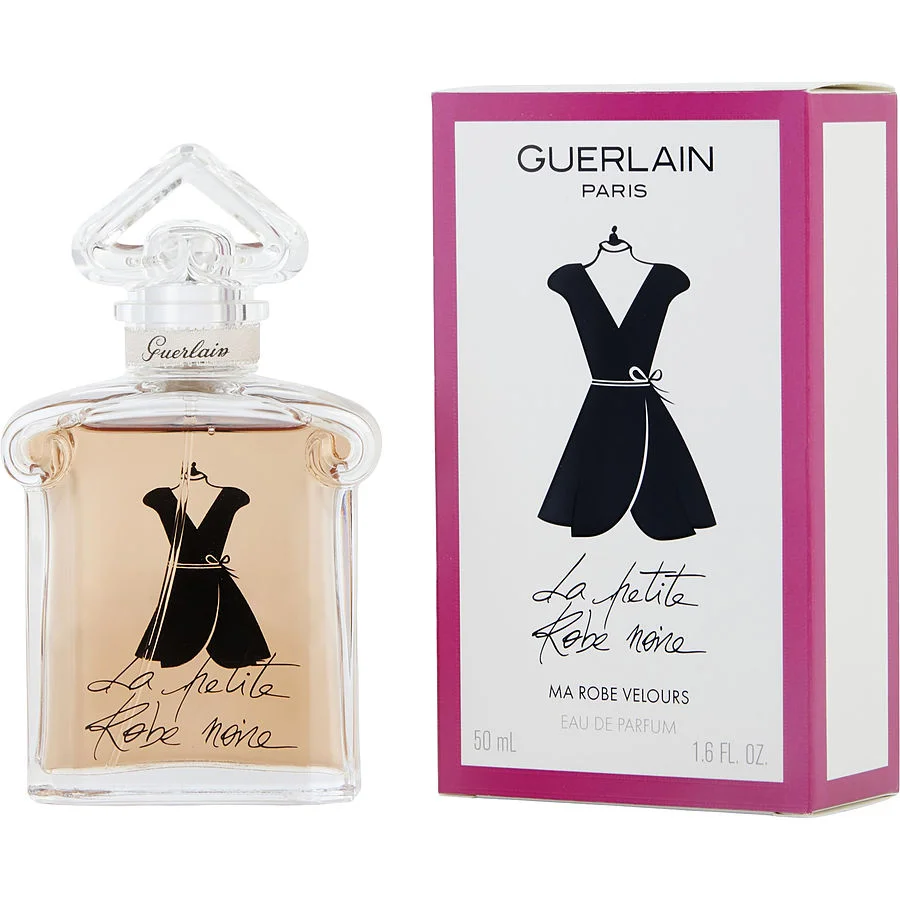 Guerlain
La petite
Robe noire
GUERLAIN
PARIS
La petite
Robe noire
MA ROBE VELOURS
EAU DE PARFUM
50 mL
1.6 FL. OZ.